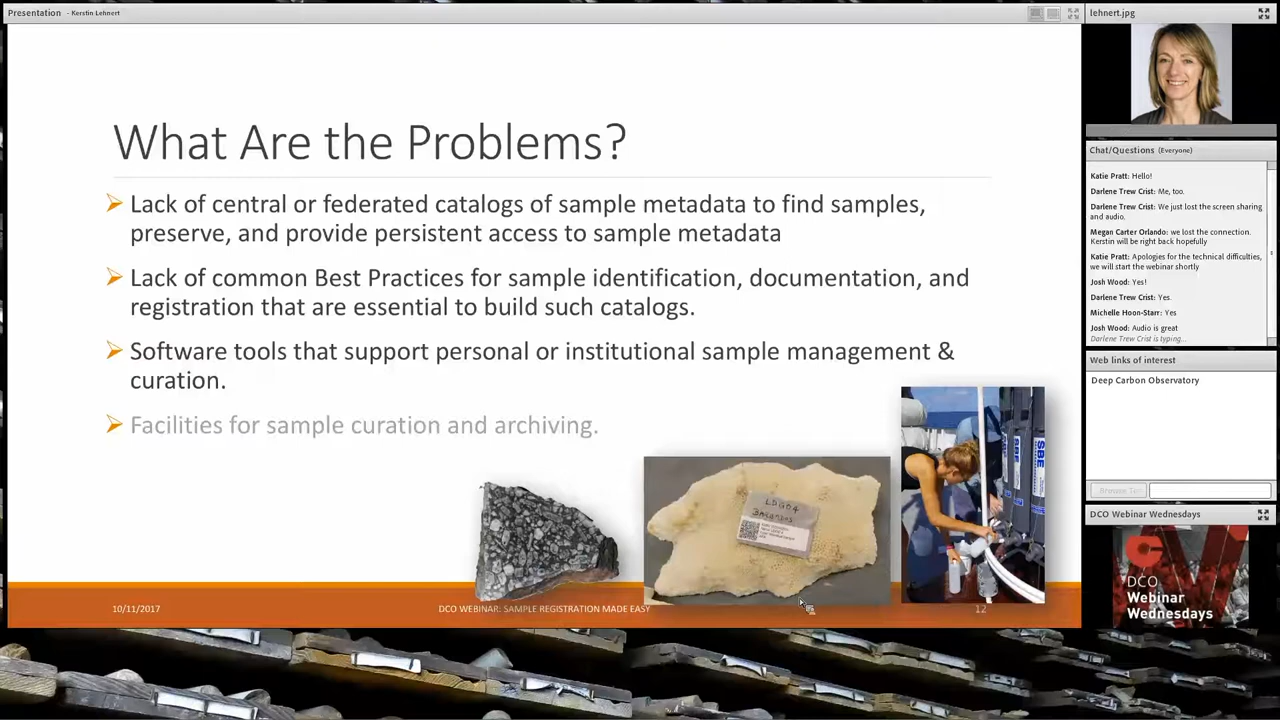 Presentation - Kerstin Lehnert
What Are the Problems?
Lack of central or federated catalogs of sample metadata to find samples,
preserve, and provide persistent access to sample metadata
Lack of common Best Practices for sample identification, documentation, and
registration that are essential to build such catalogs.
Software tools that support personal or institutional sample management &
curation.
Facilities for sample curation and archiving.
LDG04
SBE
SBE
10/11/2017
DCO WEBINAR: SAMPLE REGISTRATION MADE EASY
12
lehnert.jpg
Chat/Questions (Everyone)
Katie Pratt: Hello!
Darlene Trew Crist: Me, too.
Darlene Trew Crist: We just lost the screen sharing
and audio.
Megan Carter Orlando: we lost the connection.
Kerstin will be right back hopefully
Katie Pratt: Apologies for the technical difficulties,
we will start the webinar shortly
Josh Wood: Yes!
Darlene Trew Crist: Yes.
Michelle Hoon-Starr: Yes
Josh Wood: Audio is great
Darlene Trew Crist is typing...
Web links of interest
Deep Carbon Observatory
DCO Webinar Wednesdays
DCO
Webinar
Wednesdays